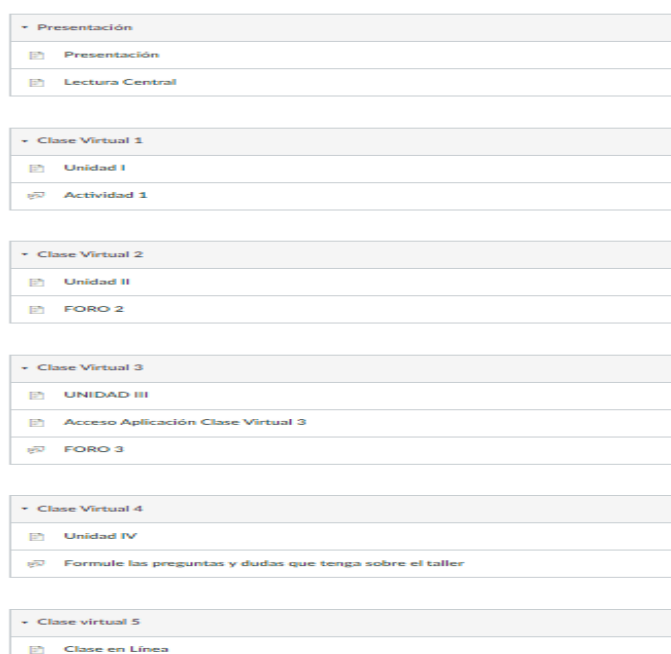 Presentación
Presentación
Lectura Central
Clase Virtual 1
Unidad I
Actividad 1
Clase Virtual 2
Unidad II
FORO 2
Clase Virtual 3
UNIDAD III
Acceso Aplicación Clase Virtual 3
FORO 3
Clase Virtual 4
Unidad IV
Formule las preguntas y dudas que tenga sobre el taller
Clase virtual 5
Clase en Línea